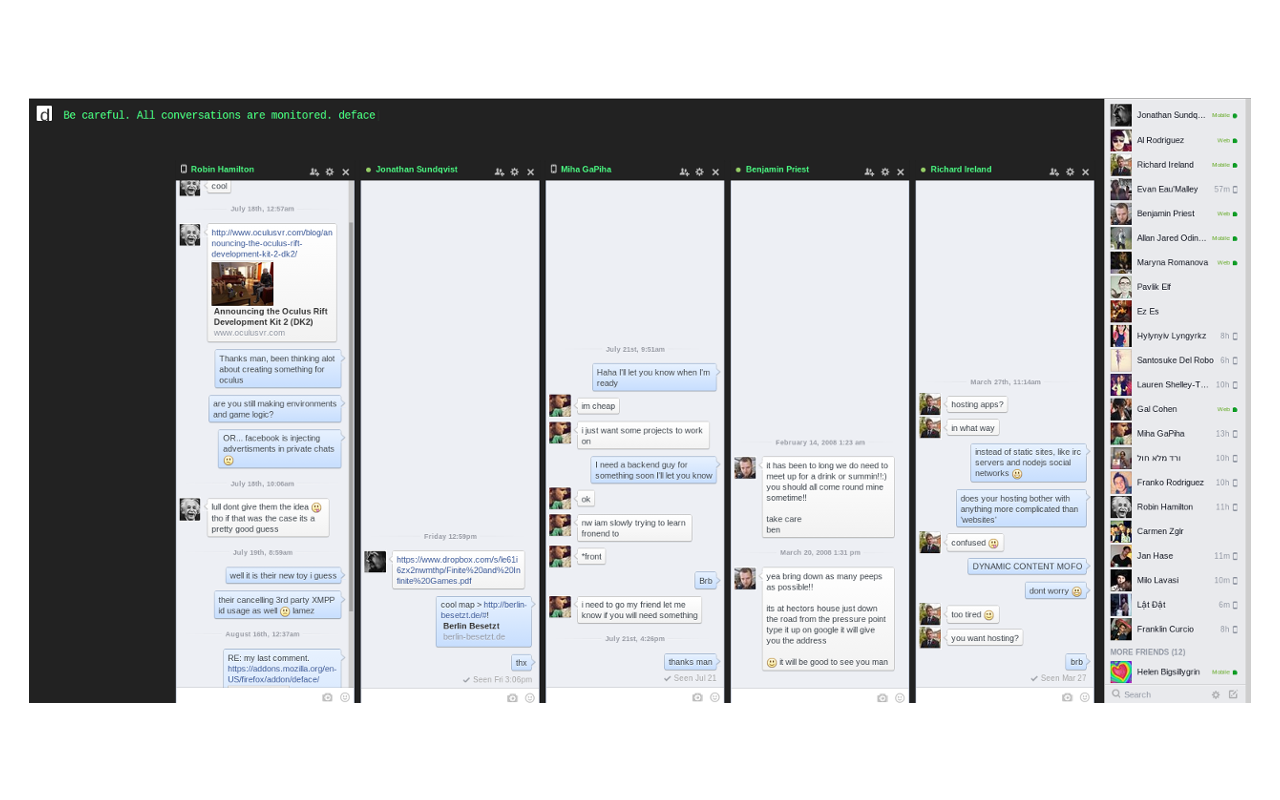 d Be careful. All conversations are monitored. deface
Robin Hamilton
cool
July 18th, 12:57am
http://www.oculusvr.com/blog/an
nouncing-the-oculus-rift-
development-kit-2-dk2/
Announcing the Oculus Rift
Development Kit 2 (DK2)
www.oculusvr.com
Thanks man, been thinking alot
about creating something for
oculus
are you still making environments
and game logic?
OR... facebook is injecting
advertisments in private chats
July 18th, 10:06am
lull dont give them the idea
tho if that was the case its a
pretty good guess
July 19th, 8:59am
well it is their new toy i guess
their cancelling 3rd party XMPP
id usage as well lamez
August 16th, 12:37am
RE: my last comment.
https://addons.mozilla.org/en-
US/firefox/addon/deface/
Jonathan Sundqvist
Friday 12:59pm
https://www.dropbox.com/s/le61i
6zx2nwmthp/Finite%20and%20In
finite%20Games.pdf
cool map > http://berlin-
besetzt.de/#!
Berlin Besetzt
berlin-besetzt.de
thx
Seen Fri 3:06pm
Miha GaPiha
July 21st, 9:51am
Haha I'll let you know when I'm
ready
im cheap
i just want some projects to work
on
I need a backend guy for
something soon I'll let you know
ok
nw iam slowly trying to learn
fronend to
*front
Brb
i need to go my friend let me
know if you will need something
July 21st, 4:26pm
thanks man
Seen Jul 21
Benjamin Priest
February 14, 2008 1:23 am
it has been to long we do need to
meet up for a drink or summin!!:)
you should all come round mine
sometime!!
take care
ben
March 20, 2008 1:31 pm
yea bring down as many peeps
as possible!!
its at hectors house just down
the road from the pressure point
type it up on google it will give
you the address
it will be good to see you man
Richard Ireland
March 27th, 11:14am
hosting apps?
in what way
instead of static sites, like irc
servers and nodejs social
networks
does your hosting bother with
anything more complicated than
'websites'
confused
DYNAMIC CONTENT MOFO
dont worry
too tired
you want hosting?
brb
Seen Mar 27
Jonathan Sundq... Mobile
Al Rodriguez Web
Richard Ireland Mobile
Evan Eau'Malley 57m
Benjamin Priest Web
Allan Jared Odin... Mobile
Maryna Romanova Web
Pavlik Elf
Ez Es
Hylynyiv Lyngyrkz 8h
Santosuke Del Robo 6h
Lauren Shelley-T... 10h
Gal Cohen Web
Miha GaPiha 13h
ורד מלא חול 10h
Franko Rodriguez 10h
Robin Hamilton 11h
Carmen Zgir
Jan Hase 11m
Milo Lavasi 10m
Lật Đật 6m
Franklin Curcio 8h
MORE FRIENDS (12)
Helen Bigsillygrin Mobile
Search